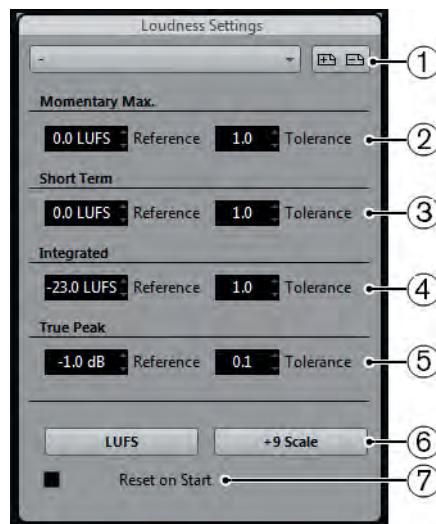 Loudness Settings
-
1
Momentary Max.
0.0 LUFS Reference 1.0 Tolerance 2
Short Term
0.0 LUFS Reference 1.0 Tolerance 3
Integrated
-23.0 LUFS Reference 1.0 Tolerance 4
True Peak
-1.0 dB Reference 0.1 Tolerance 5
LUFS +9 Scale 6
Reset on Start 7